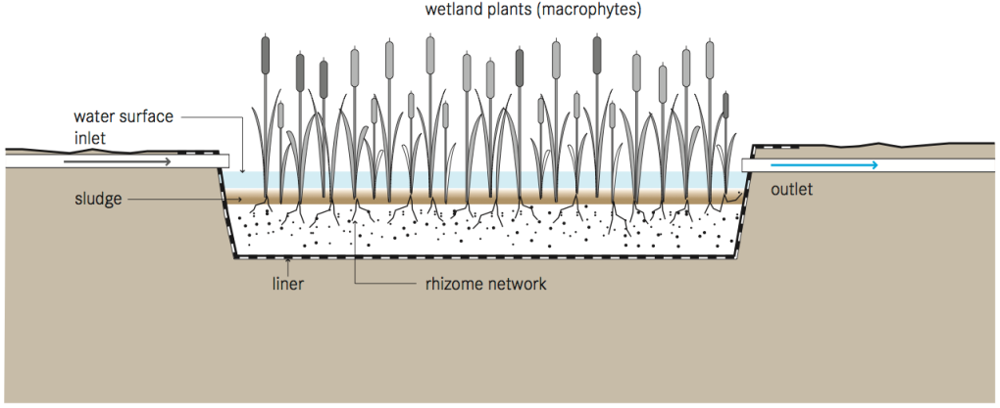 wetland plants (macrophytes)
water surface
inlet
sludge
outlet
liner
rhizome network